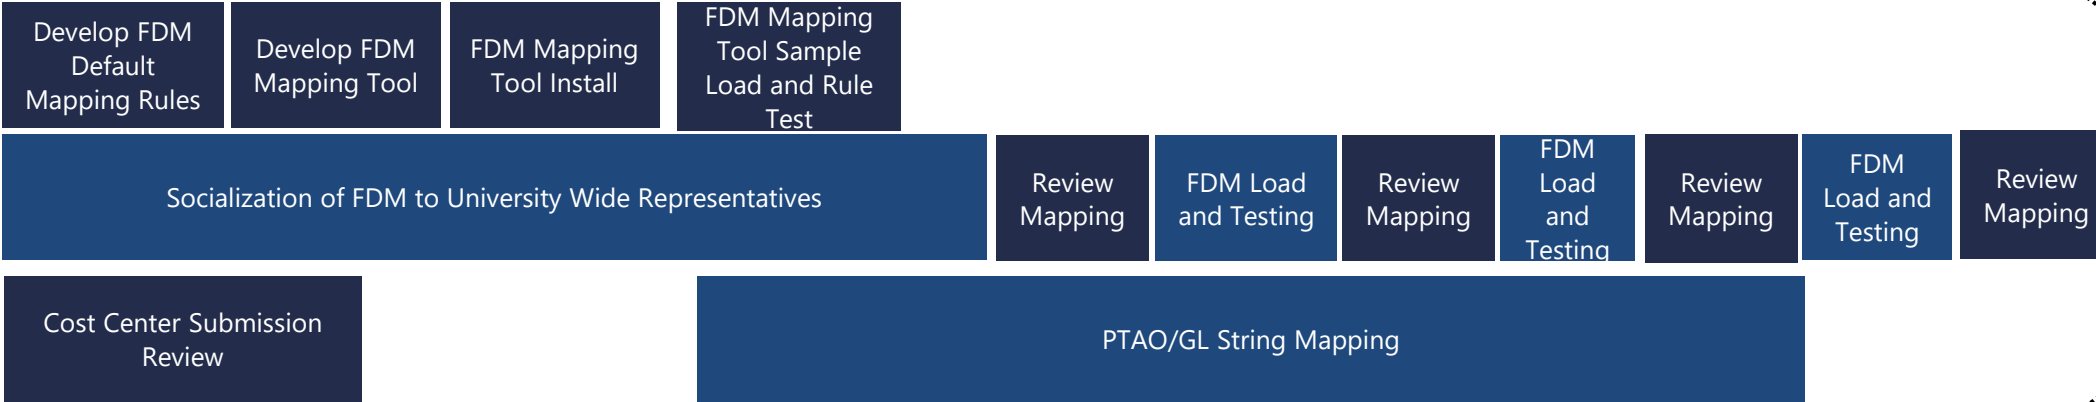 Develop FDM
Default
Mapping Rules
Develop FDM
Mapping Tool
FDM Mapping
Tool Install
FDM Mapping
Tool Sample
Load and Rule
Test
Socialization of FDM to University Wide Representatives
Review
Mapping
FDM Load
and Testing
Review
Mapping
FDM
Load
and
Testing
Review
Mapping
FDM
Load and
Testing
Review
Mapping
Cost Center Submission
Review
PTAO/GL String Mapping